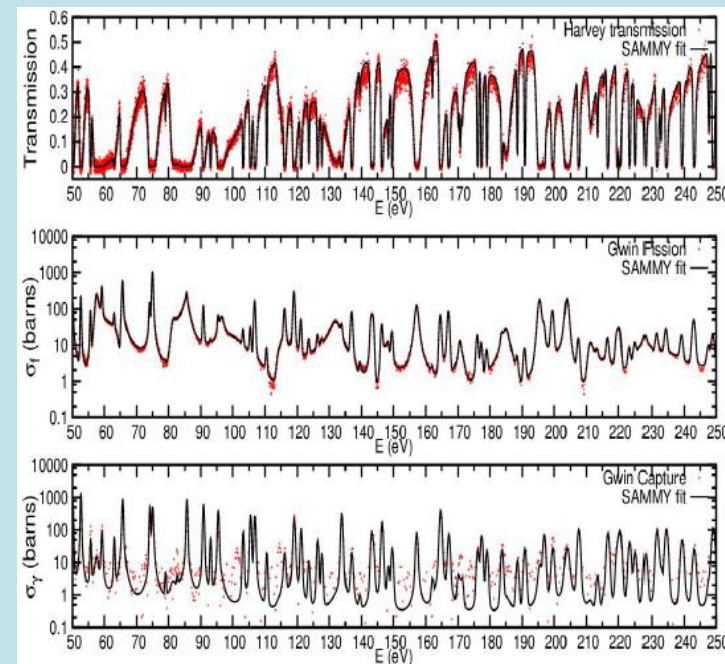 0.6
0.5
0.4
0.3
0.2
0.1
0
Transmission
Harvey transmission
SAMMY fit
50 60 70 80 90 100 110 120 130 140 150 160 170 180 190 200 210 220 230 240 250
E (eV)
10000
1000
100
10
1
0.1
σf (barns)
Gwin Fission
SAMMY fit
50 60 70 80 90 100 110 120 130 140 150 160 170 180 190 200 210 220 230 240 250
E (eV)
10000
1000
100
10
1
0.1
σγ (barns)
Gwin Capture
SAMMY fit
50 60 70 80 90 100 110 120 130 140 150 160 170 180 190 200 210 220 230 240 250
E (eV)